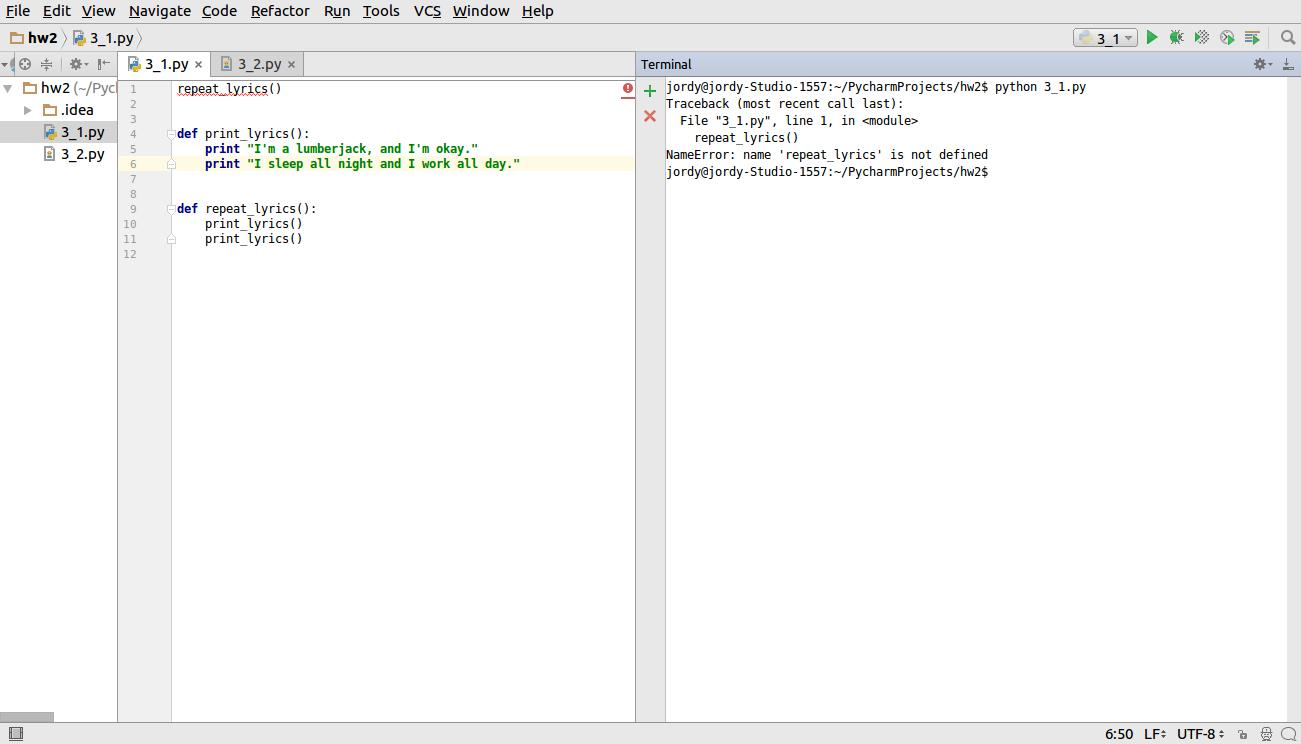 File Edit View Navigate Code Refactor Run Tools VCS Window Help
hw2 3_1.py
3_1
3_1.py 3_2.py
Terminal
hw2 (~/Pycl
.idea
3_1.py
3_2.py
1 repeat_lyrics()
2
3
4 def print_lyrics():
5     print "I'm a lumberjack, and I'm okay."
6     print "I sleep all night and I work all day."
7
8
9 def repeat_lyrics():
10     print_lyrics()
11     print_lyrics()
12
jordy@jordy-Studio-1557:~/PycharmProjects/hw2$ python 3_1.py
Traceback (most recent call last):
  File "3_1.py", line 1, in <module>
    repeat_lyrics()
NameError: name 'repeat_lyrics' is not defined
jordy@jordy-Studio-1557:~/PycharmProjects/hw2$
6:50 LF UTF-8